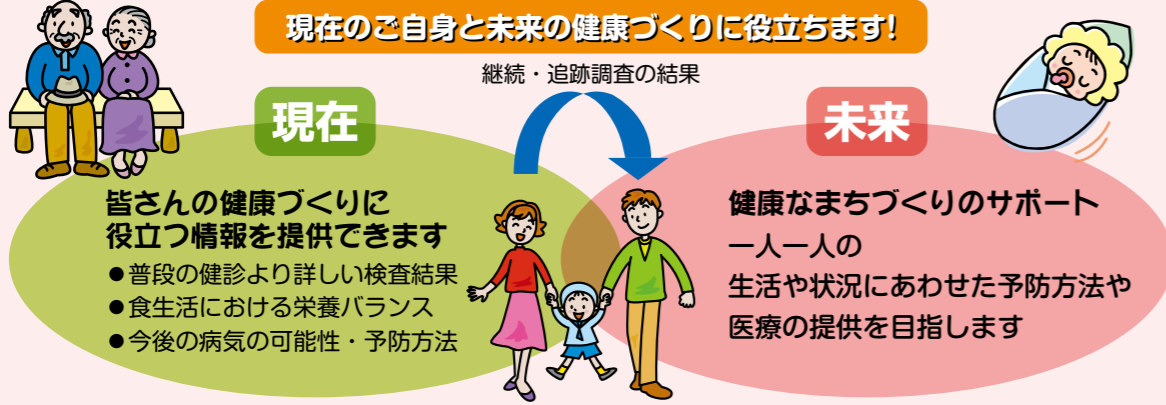 現在のご自身と未来の健康づくりに役立ちます!
継続・追跡調査の結果
現在
皆さんの健康づくりに
役立つ情報を提供できます
●普段の健診より詳しい検査結果
●食生活における栄養バランス
●今後の病気の可能性・予防方法
未来
健康なまちづくりのサポート
一人一人の
生活や状況にあわせた予防方法や
医療の提供を目指します